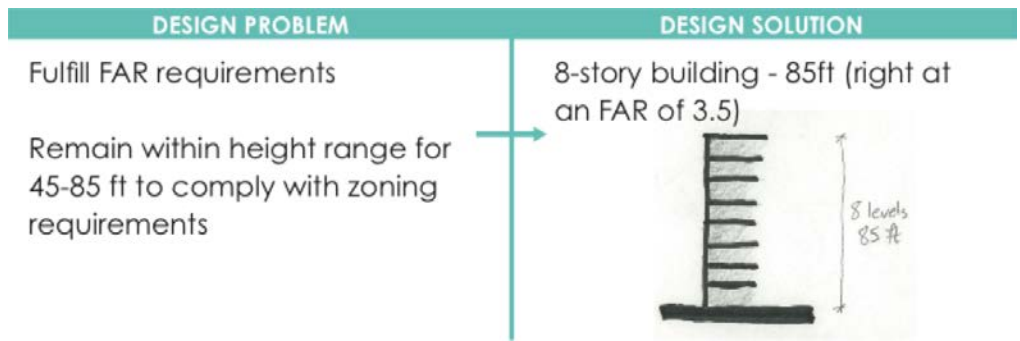 DESIGN PROBLEM
Fulfill FAR requirements
Remain within height range for
45-85 ft to comply with zoning
requirements
DESIGN SOLUTION
8-story building - 85ft (right at
an FAR of 3.5)
8 levels
85 ft